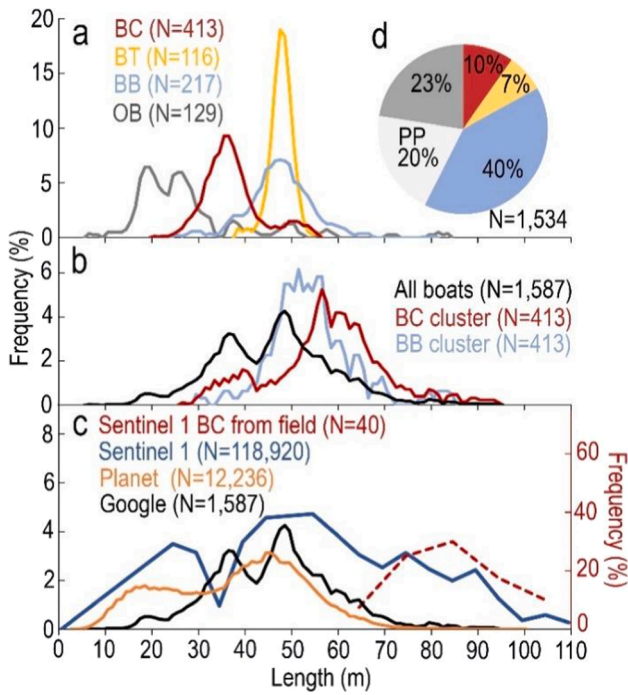 a
BC (N=413)
BT (N=116)
BB (N=217)
OB (N=129)
20
15
10
5
0
d
10%
7%
40%
PP
20%
23%
N=1,534
Frequency (%)
b
All boats (N=1,587)
BC cluster (N=413)
BB cluster (N=413)
6
4
2
0
c
Sentinel 1 BC from field (N=40)
Sentinel 1 (N=118,920)
Planet (N=12,236)
Google (N=1,587)
8
6
4
2
0
60
40
20
0
Frequency (%)
0 10 20 30 40 50 60 70 80 90 100 110
Length (m)